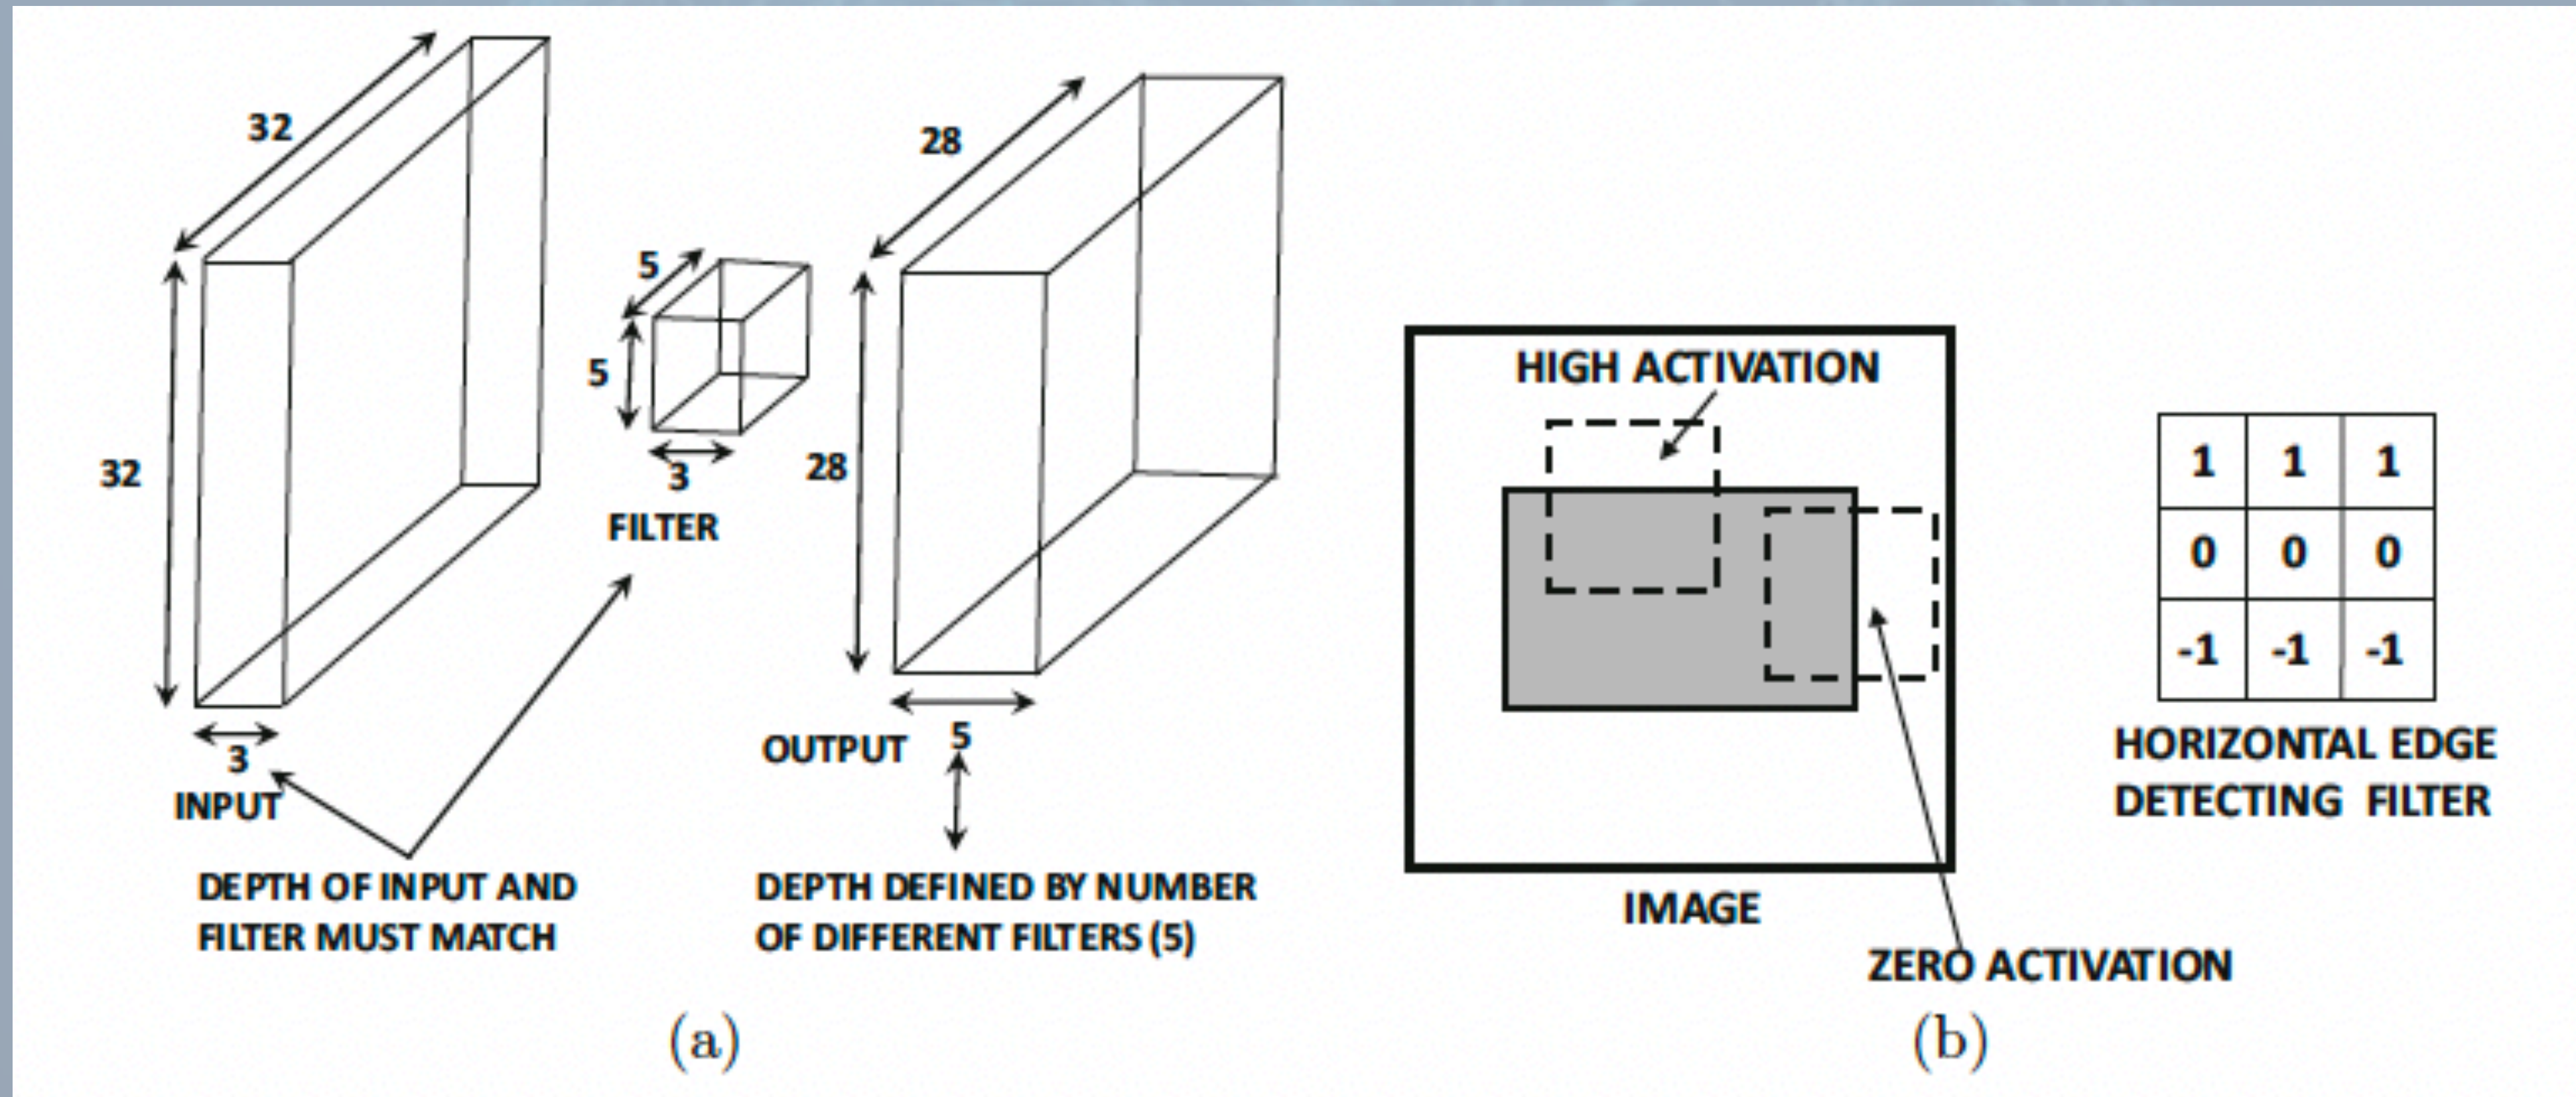 32
32
3
INPUT
DEPTH OF INPUT AND
FILTER MUST MATCH
5
5
3
FILTER
28
28
OUTPUT 5
DEPTH DEFINED BY NUMBER
OF DIFFERENT FILTERS (5)
(a)
HIGH ACTIVATION
IMAGE
ZERO ACTIVATION
1 1 1
0 0 0
-1 -1 -1
HORIZONTAL EDGE
DETECTING FILTER
(b)